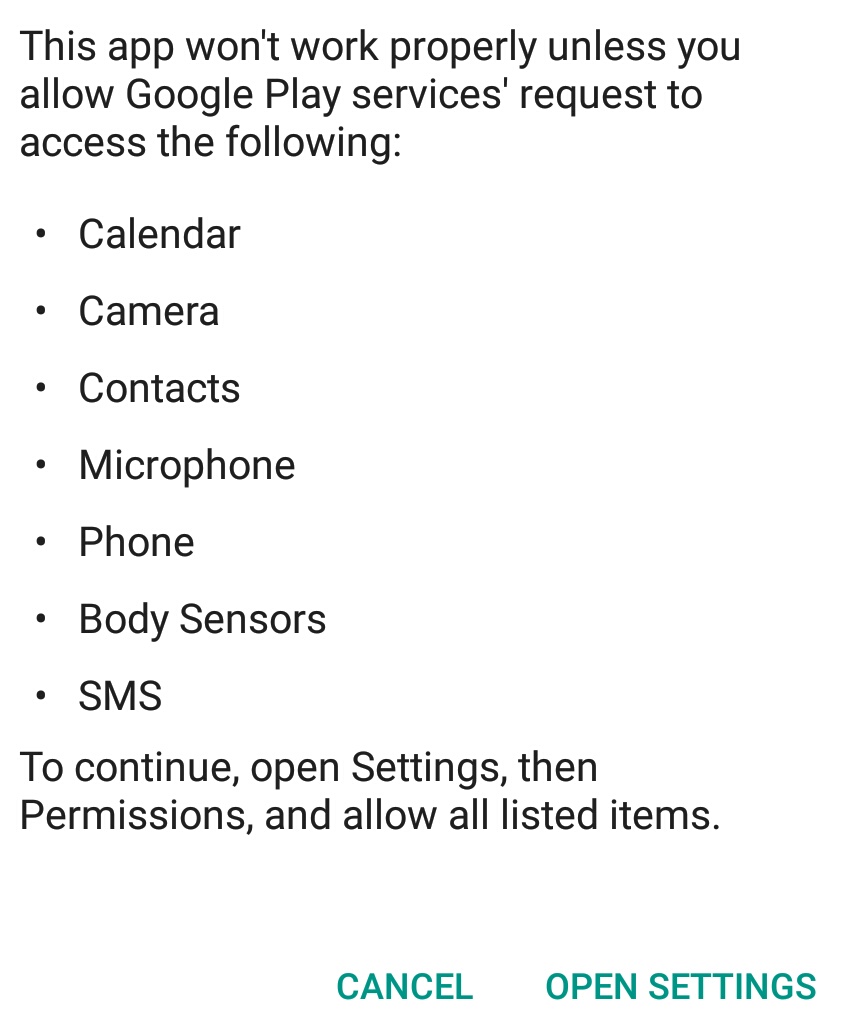 This app won't work properly unless you
allow Google Play services' request to
access the following:
• Calendar
• Camera
• Contacts
• Microphone
• Phone
• Body Sensors
• SMS
To continue, open Settings, then
Permissions, and allow all listed items.
CANCEL OPEN SETTINGS